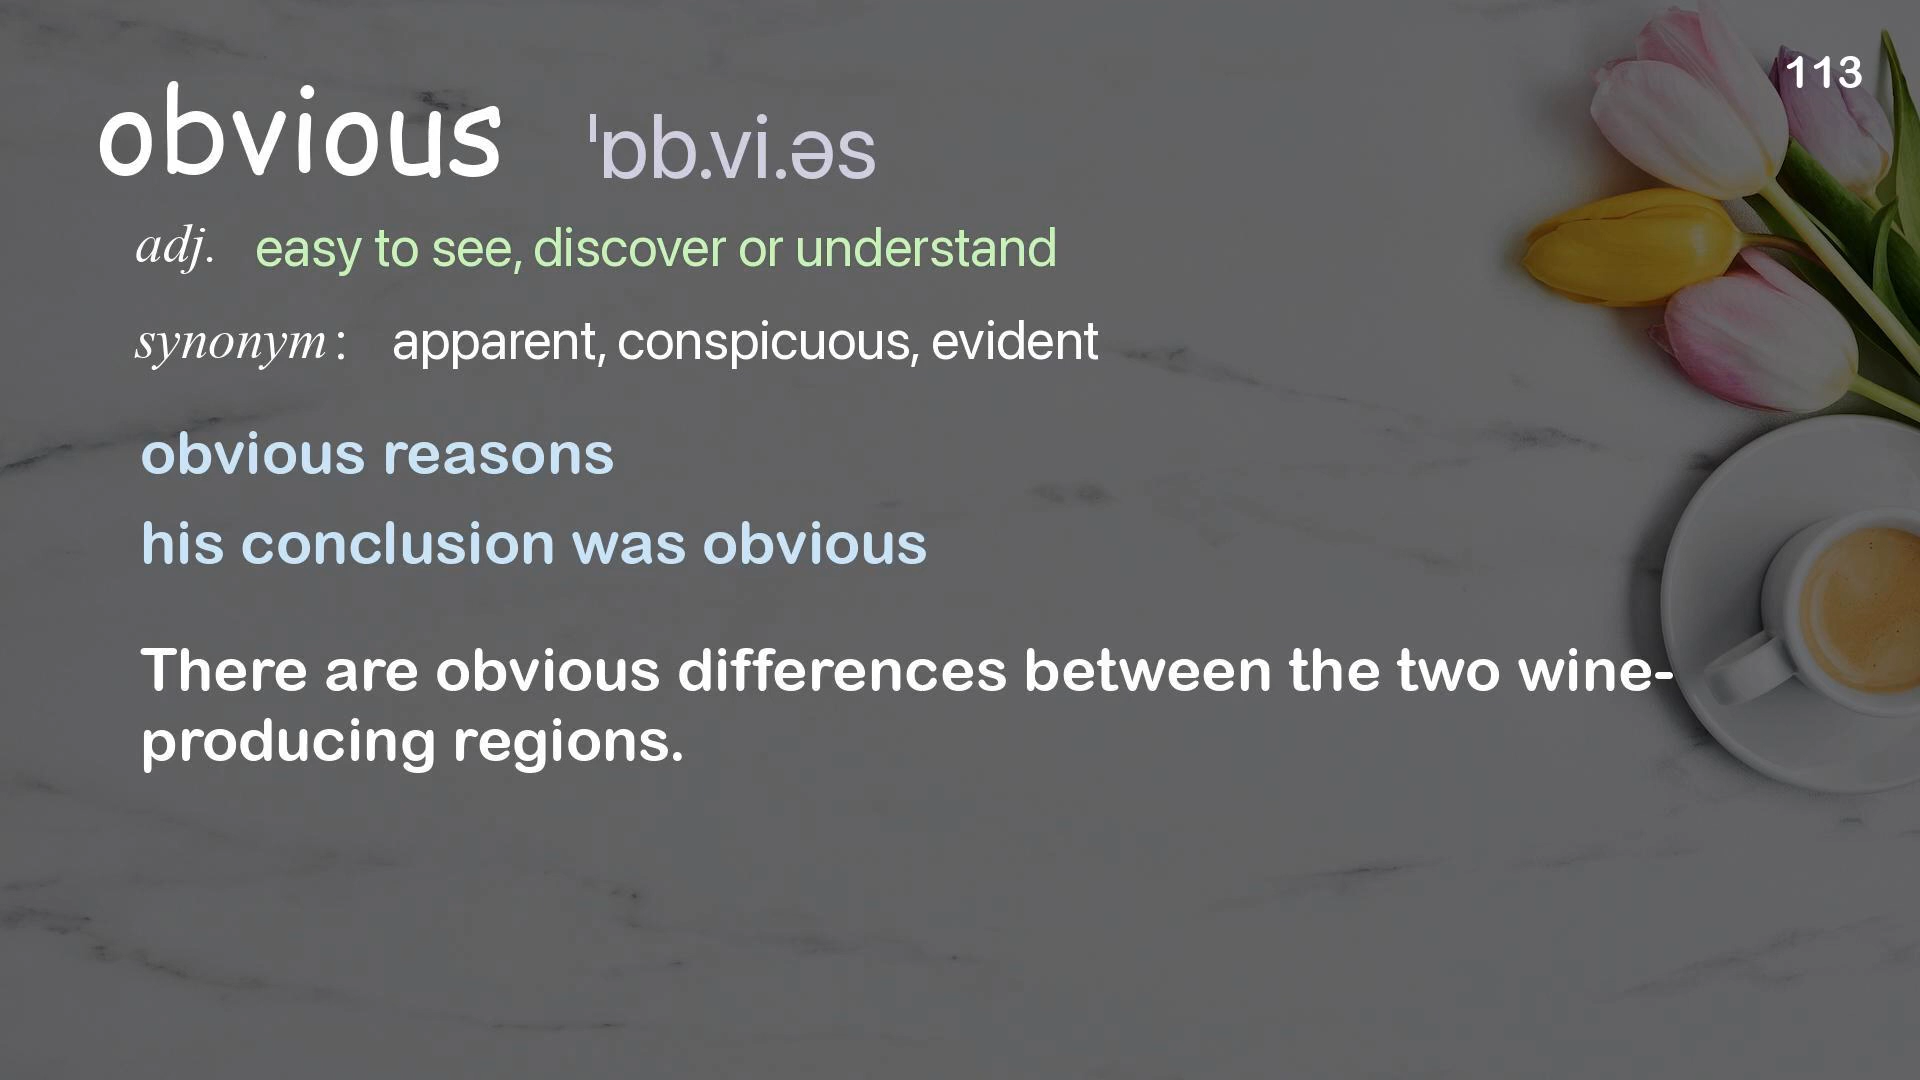 113
obvious ˈɒb.vi.əs
adj. easy to see, discover or understand
synonym: apparent, conspicuous, evident
obvious reasons
his conclusion was obvious
There are obvious differences between the two wine-
producing regions.